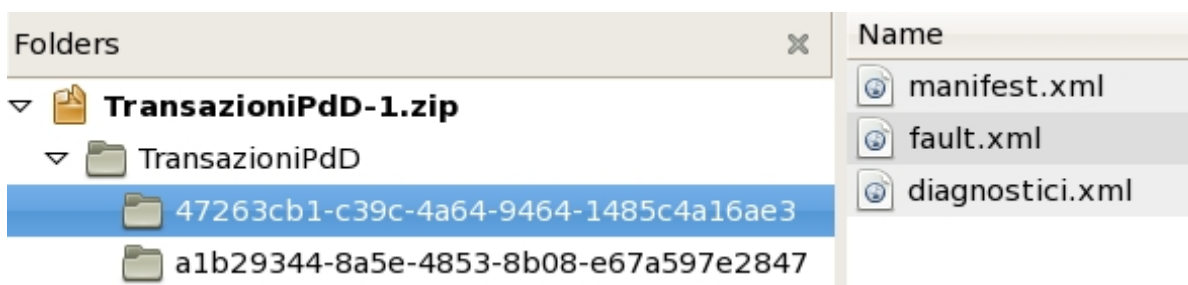 Folders
TransazioniPdD-1.zip
TransazioniPdD
47263cb1-c39c-4a64-9464-1485c4a16ae3
a1b29344-8a5e-4853-8b08-e67a597e2847
Name
manifest.xml
fault.xml
diagnostici.xml